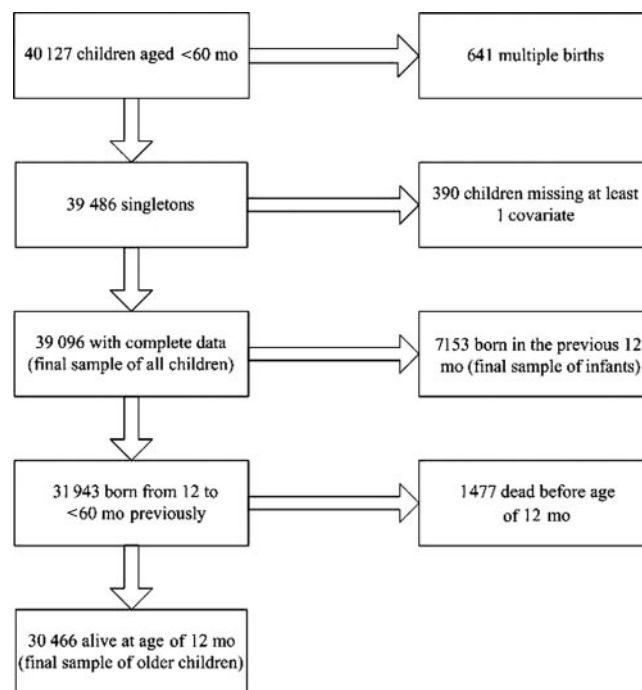 40 127 children aged <60 mo
641 multiple births
39 486 singletons
390 children missing at least
1 covariate
39 096 with complete data
(final sample of all children)
7153 born in the previous 12
mo (final sample of infants)
31 943 born from 12 to
<60 mo previously
1477 dead before age
of 12 mo
30 466 alive at age of 12 mo
(final sample of older children)